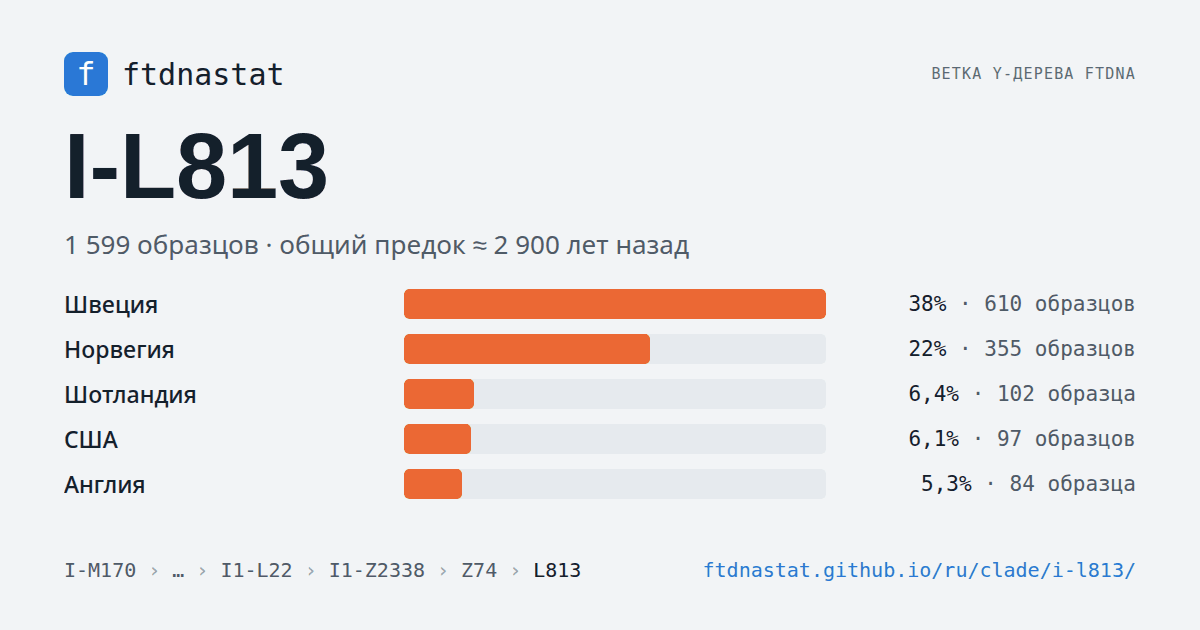 f ftdnastat
ВЕТКА Y-ДЕРЕВА FTDNA
I-L813
1 599 образцов · общий предок ≈ 2 900 лет назад
Швеция 38% · 610 образцов
Норвегия 22% · 355 образцов
Шотландия 6,4% · 102 образца
США 6,1% · 97 образцов
Англия 5,3% · 84 образца
I-M170 › … › I1-L22 › I1-Z2338 › Z74 › L813
ftdnastat.github.io/ru/clade/i-l813/